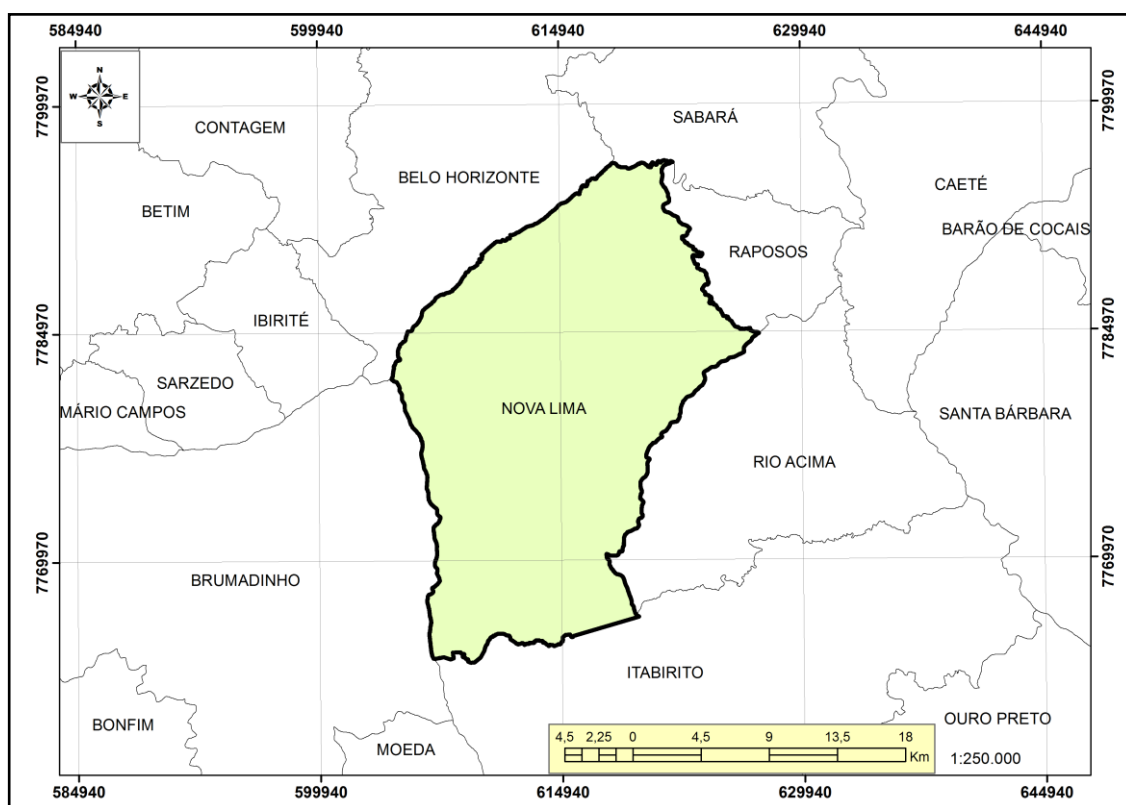 584940 599940 614940 629940 644940
N
W E
S
7799970 7799970
CONTAGEM
SABARÁ
BELO HORIZONTE
CAETÉ
BETIM
BARÃO DE COCAIS
RAPOSOS
IBIRITÉ
7784970 7784970
SARZEDO
NOVA LIMA
MÁRIO CAMPOS
SANTA BÁRBARA
RIO ACIMA
7769970 7769970
BRUMADINHO
ITABIRITO
BONFIM
OURO PRETO
MOEDA
4,5 2,25 0 4,5 9 13,5 18
Km
1:250.000
584940 599940 614940 629940 644940